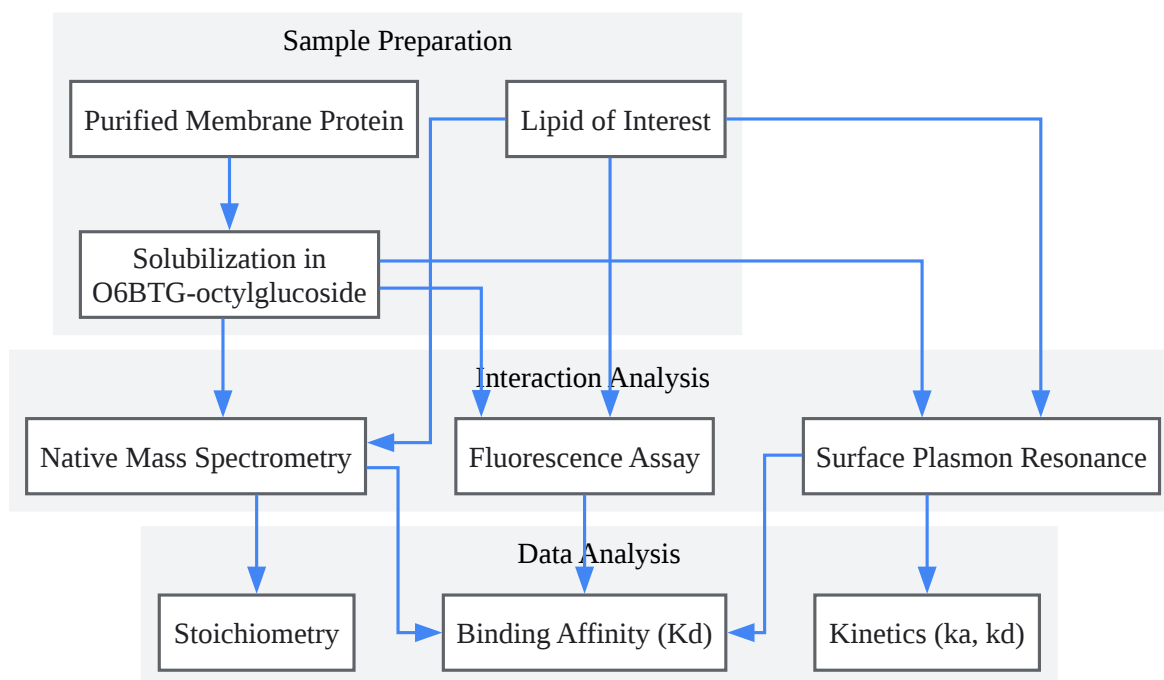 Sample Preparation
Purified Membrane Protein
Lipid of Interest
Solubilization in
O6BTG-octylglucoside
Interaction Analysis
Native Mass Spectrometry
Fluorescence Assay
Surface Plasmon Resonance
Data Analysis
Stoichiometry
Binding Affinity (Kd)
Kinetics (ka, kd)